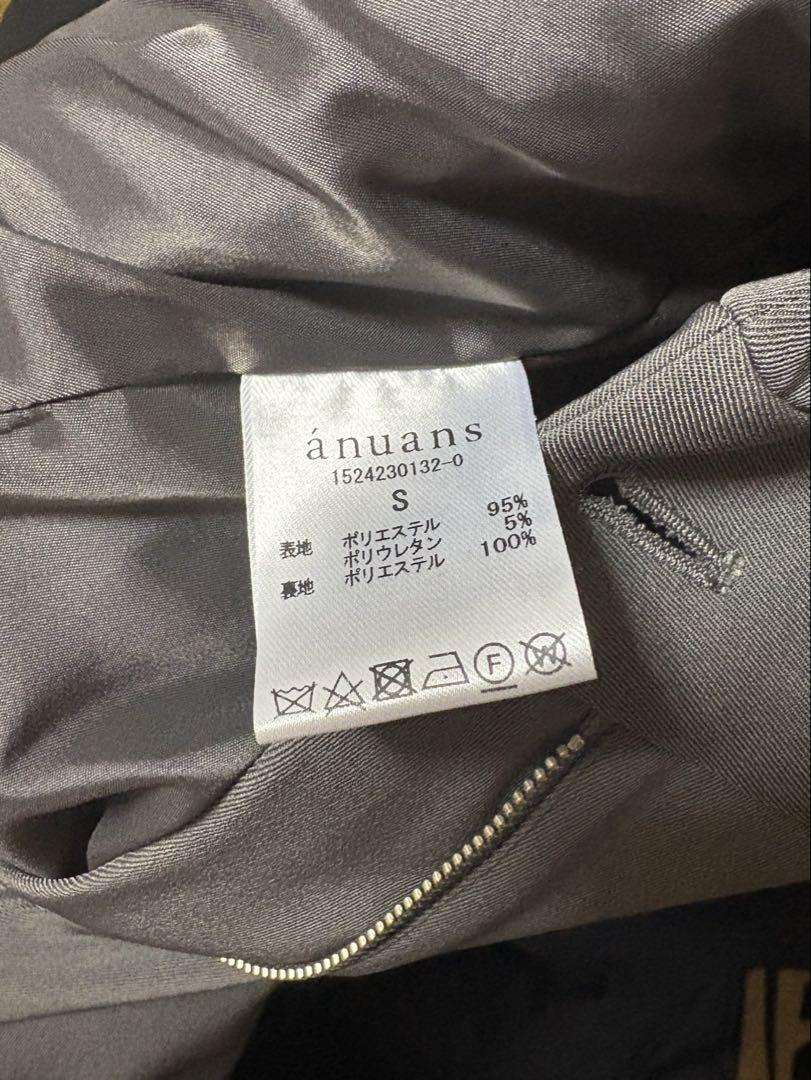 ánuans
1524230132-0
S
表地 ポリエステル 95%
ポリウレタン 5%
裏地 ポリエステル 100%
F W